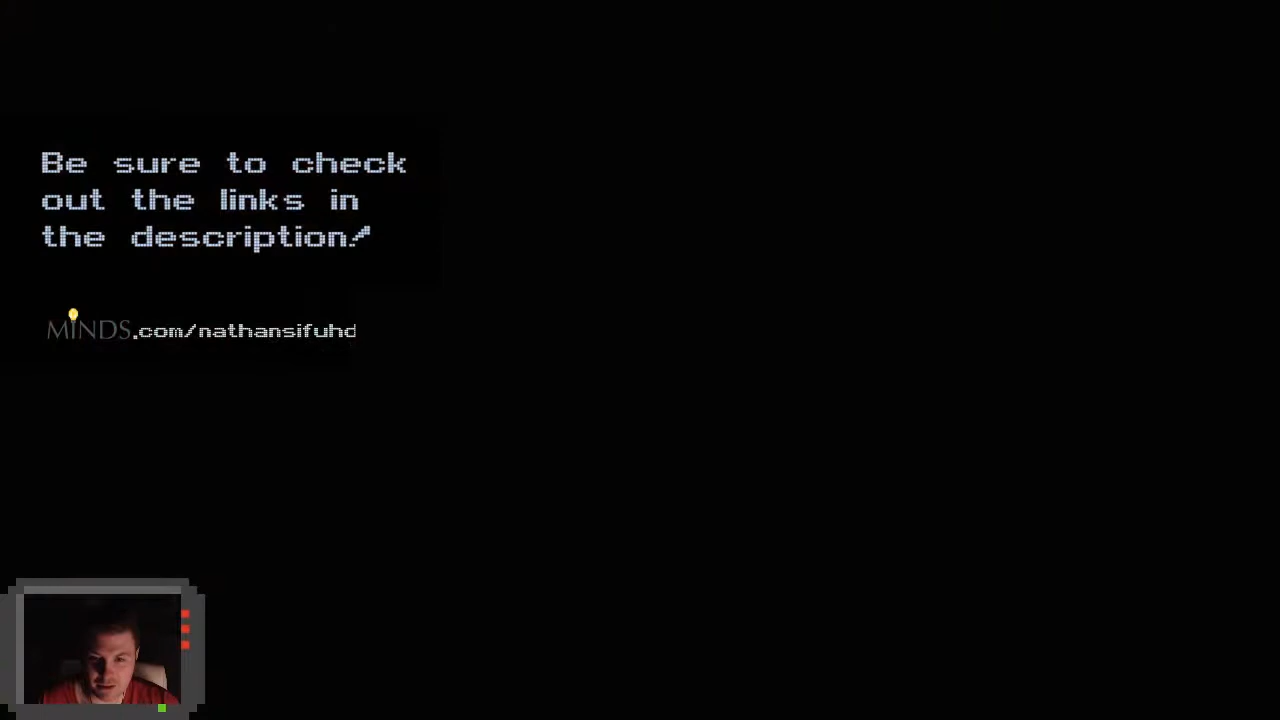 Be sure to check
out the links in
the description!
MINDS.com/nathansifuhd